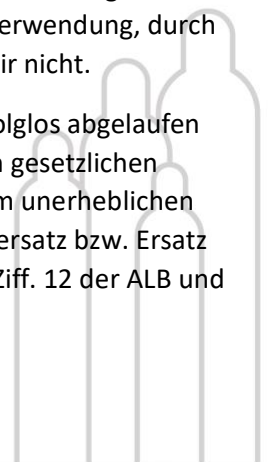 erwendung, durch
ir nicht.
olglos abgelaufen
gesetzlichen
m unerheblichen
ersatz bzw. Ersatz
Ziff. 12 der ALB und